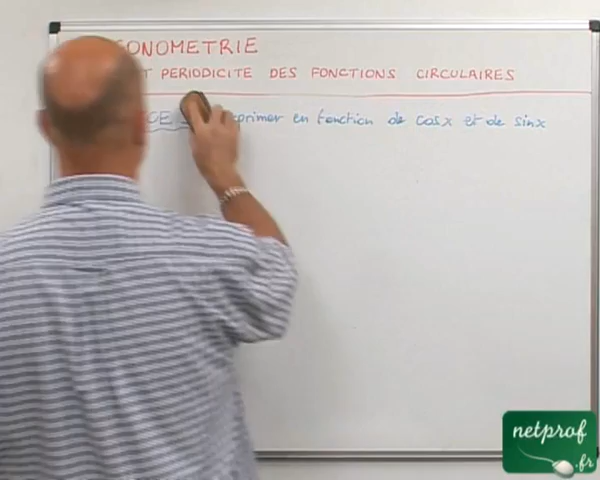 ONOMETRIE
T PERIODICITE DES FONCTIONS CIRCULAIRES
CE primer en fonction de cos x et de sin x
netprof
.fr